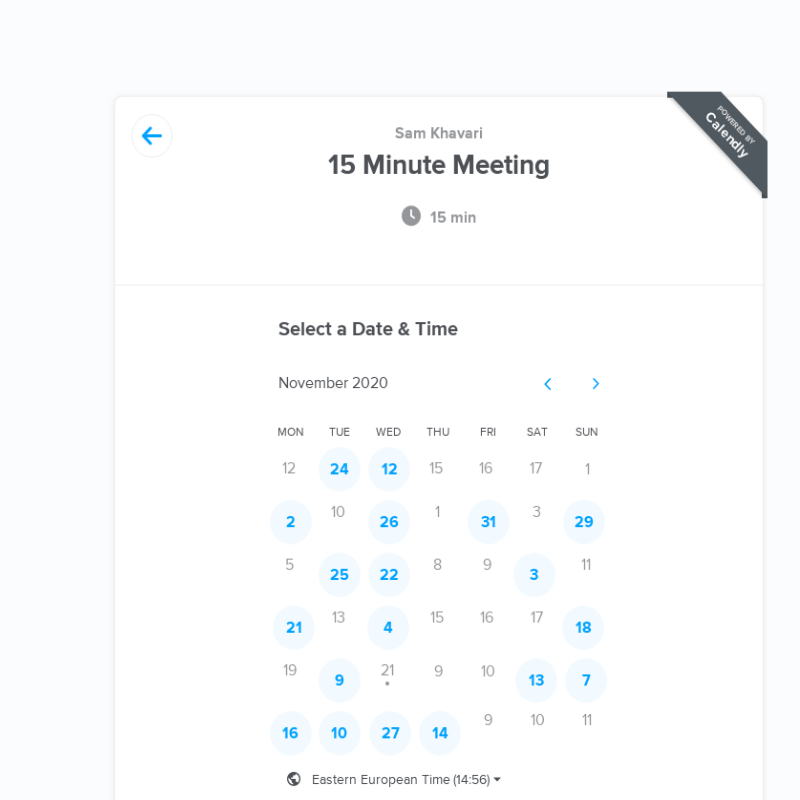 POWERED BY
Calendly
Sam Khavari
15 Minute Meeting
15 min
Select a Date & Time
November 2020
MON TUE WED THU FRI SAT SUN
12 24 12 15 16 17 1
2 10 26 1 31 3 29
5 25 22 8 9 3 11
21 13 4 15 16 17 18
19 9 21 9 10 13 7
16 10 27 14 9 10 11
Eastern European Time (14:56)